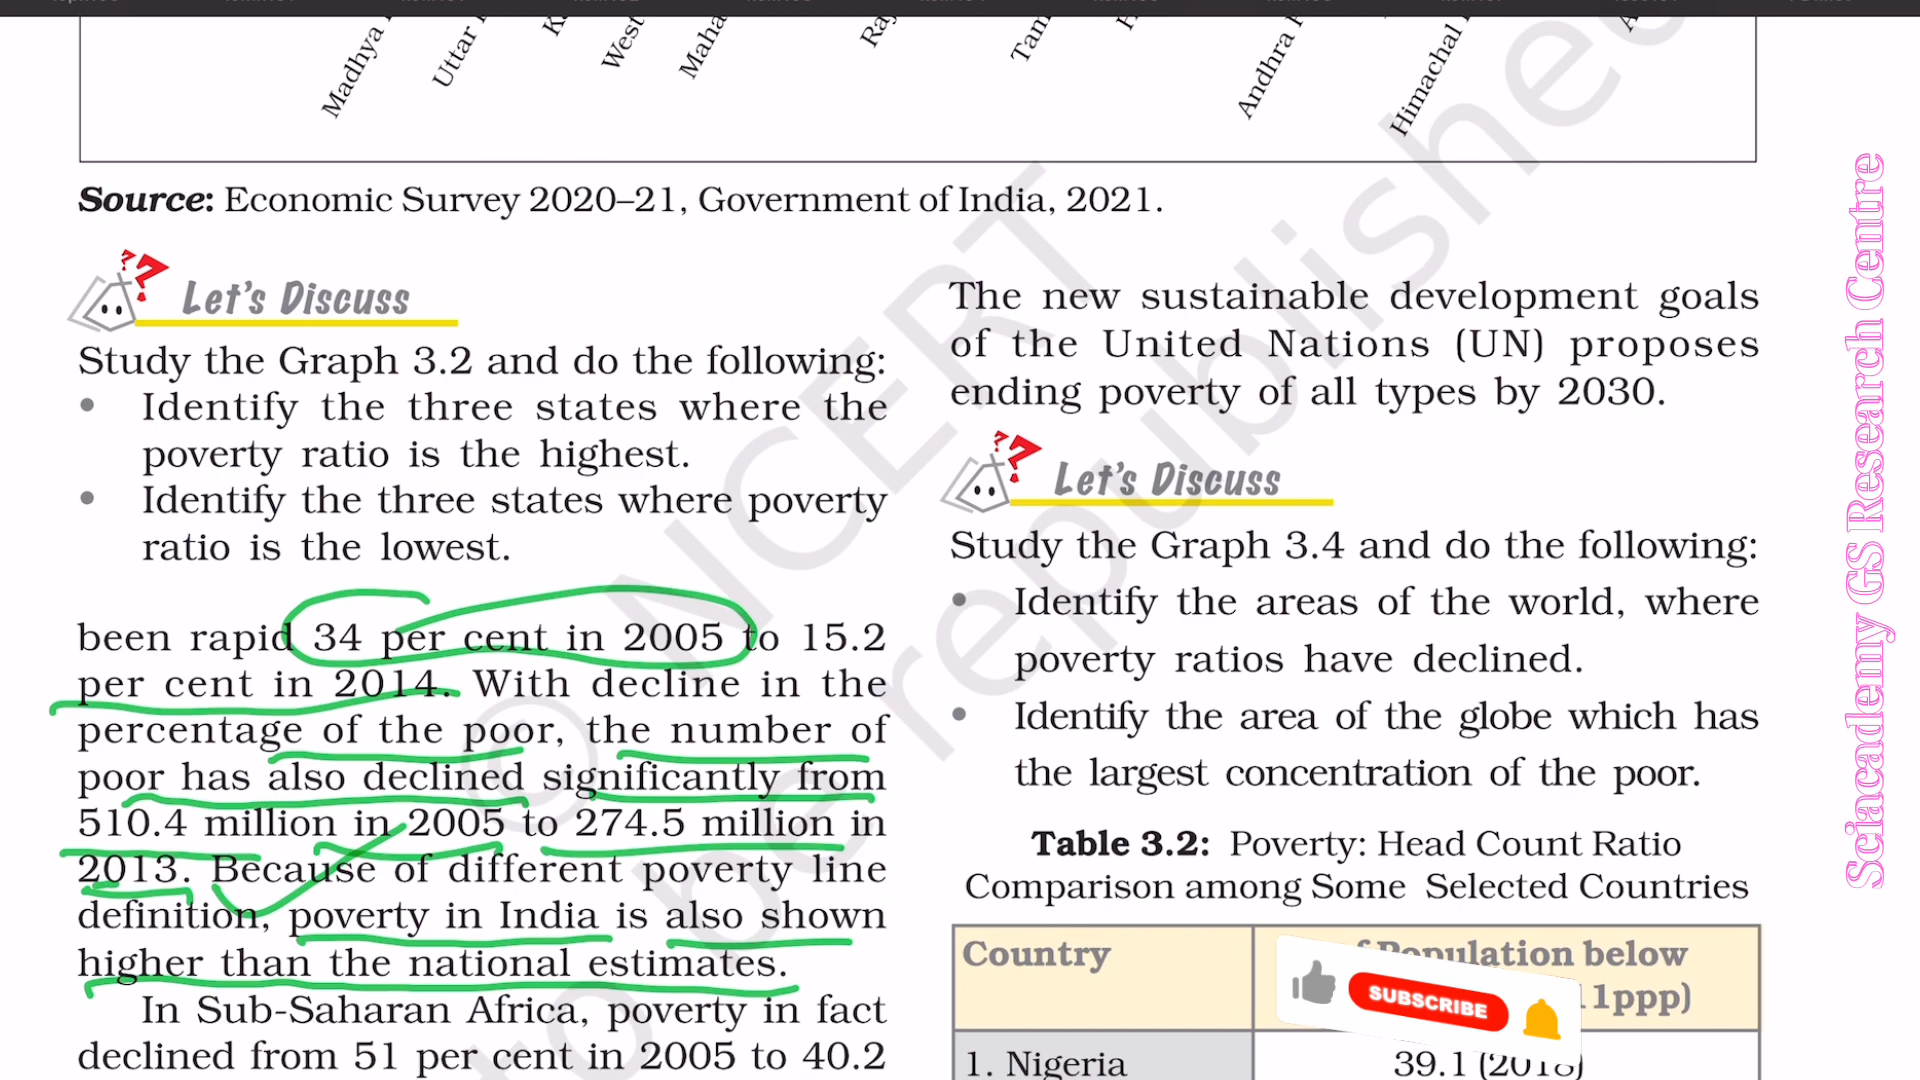 Madhya
Uttar
West
Maha
Tam
Andhra
Himachal
Source: Economic Survey 2020–21, Government of India, 2021.
Let's Discuss
Study the Graph 3.2 and do the following:
• Identify the three states where the
poverty ratio is the highest.
• Identify the three states where poverty
ratio is the lowest.
been rapid 34 per cent in 2005 to 15.2
per cent in 2014. With decline in the
percentage of the poor, the number of
poor has also declined significantly from
510.4 million in 2005 to 274.5 million in
2013. Because of different poverty line
definition, poverty in India is also shown
higher than the national estimates.
In Sub-Saharan Africa, poverty in fact
declined from 51 per cent in 2005 to 40.2
The new sustainable development goals
of the United Nations (UN) proposes
ending poverty of all types by 2030.
Let's Discuss
Study the Graph 3.4 and do the following:
• Identify the areas of the world, where
poverty ratios have declined.
• Identify the area of the globe which has
the largest concentration of the poor.
Table 3.2: Poverty: Head Count Ratio
Comparison among Some Selected Countries
Country
Population below
1ppp)
1. Nigeria
39.1 (2018)
SUBSCRIBE
© NCERT
to be republished
Sciacademy GS Research Centre